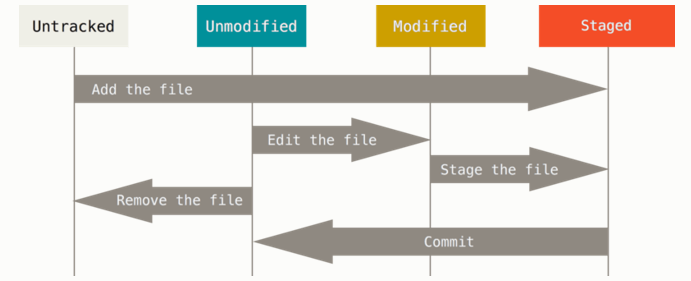 Untracked
Unmodified
Modified
Staged
Add the file
Edit the file
Stage the file
Remove the file
Commit